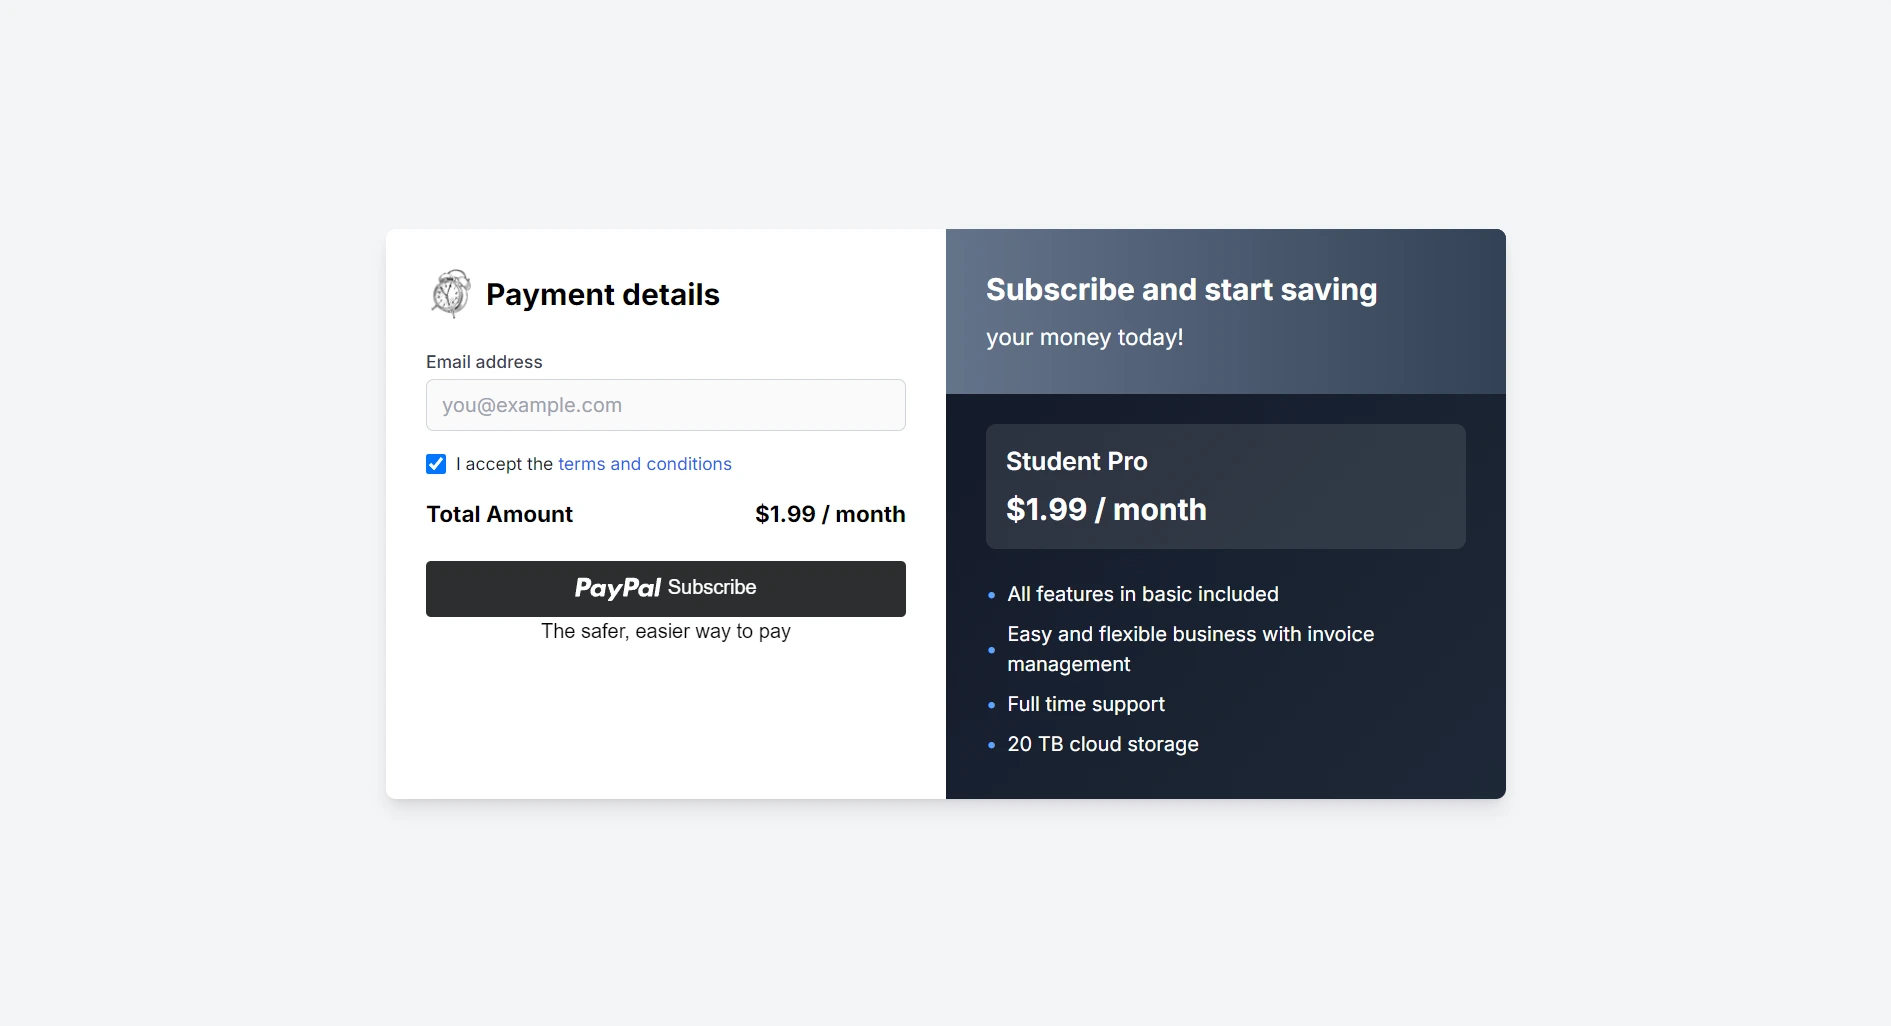 Payment details
Email address
you@example.com
I accept the terms and conditions
Total Amount $1.99 / month
PayPal Subscribe
The safer, easier way to pay
Subscribe and start saving
your money today!
Student Pro
$1.99 / month
• All features in basic included
• Easy and flexible business with invoice
management
• Full time support
• 20 TB cloud storage